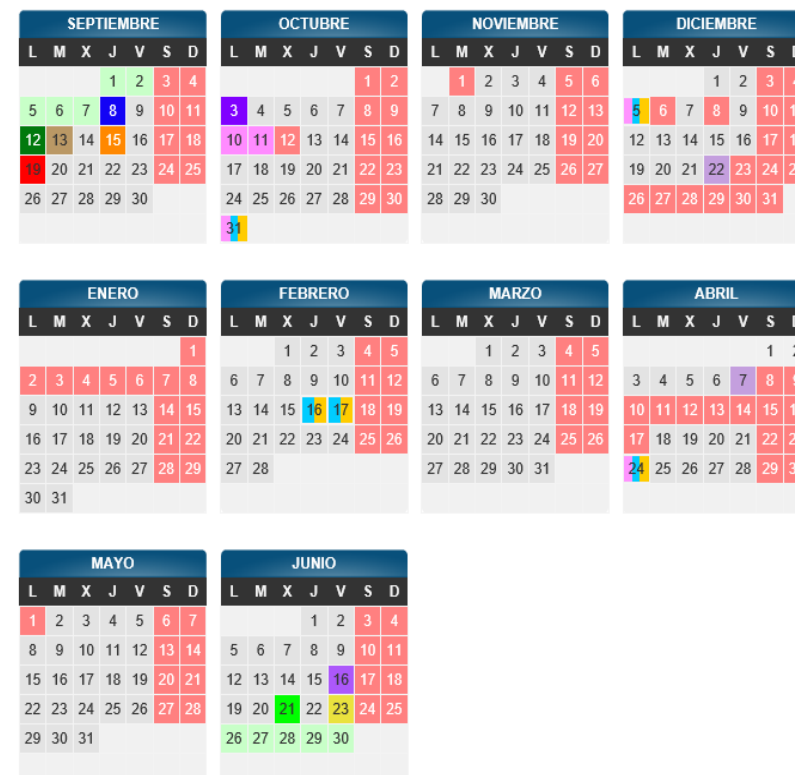 SEPTIEMBRE
L M X J V S D
1 2 3 4
5 6 7 8 9 10 11
12 13 14 15 16 17 18
19 20 21 22 23 24 25
26 27 28 29 30
OCTUBRE
L M X J V S D
1 2
3 4 5 6 7 8 9
10 11 12 13 14 15 16
17 18 19 20 21 22 23
24 25 26 27 28 29 30
31
NOVIEMBRE
L M X J V S D
1 2 3 4 5 6
7 8 9 10 11 12 13
14 15 16 17 18 19 20
21 22 23 24 25 26 27
28 29 30
DICIEMBRE
L M X J V S
1 2 3
5 6 7 8 9 10
12 13 14 15 16 17
19 20 21 22 23 24
26 27 28 29 30 31
ENERO
L M X J V S D
1
2 3 4 5 6 7 8
9 10 11 12 13 14 15
16 17 18 19 20 21 22
23 24 25 26 27 28 29
30 31
FEBRERO
L M X J V S D
1 2 3 4 5
6 7 8 9 10 11 12
13 14 15 16 17 18 19
20 21 22 23 24 25 26
27 28
MARZO
L M X J V S D
1 2 3 4 5
6 7 8 9 10 11 12
13 14 15 16 17 18 19
20 21 22 23 24 25 26
27 28 29 30 31
ABRIL
L M X J V S
1
3 4 5 6 7 8
10 11 12 13 14 15
17 18 19 20 21 22
24 25 26 27 28 29
MAYO
L M X J V S D
1 2 3 4 5 6 7
8 9 10 11 12 13 14
15 16 17 18 19 20 21
22 23 24 25 26 27 28
29 30 31
JUNIO
L M X J V S D
1 2 3 4
5 6 7 8 9 10 11
12 13 14 15 16 17 18
19 20 21 22 23 24 25
26 27 28 29 30